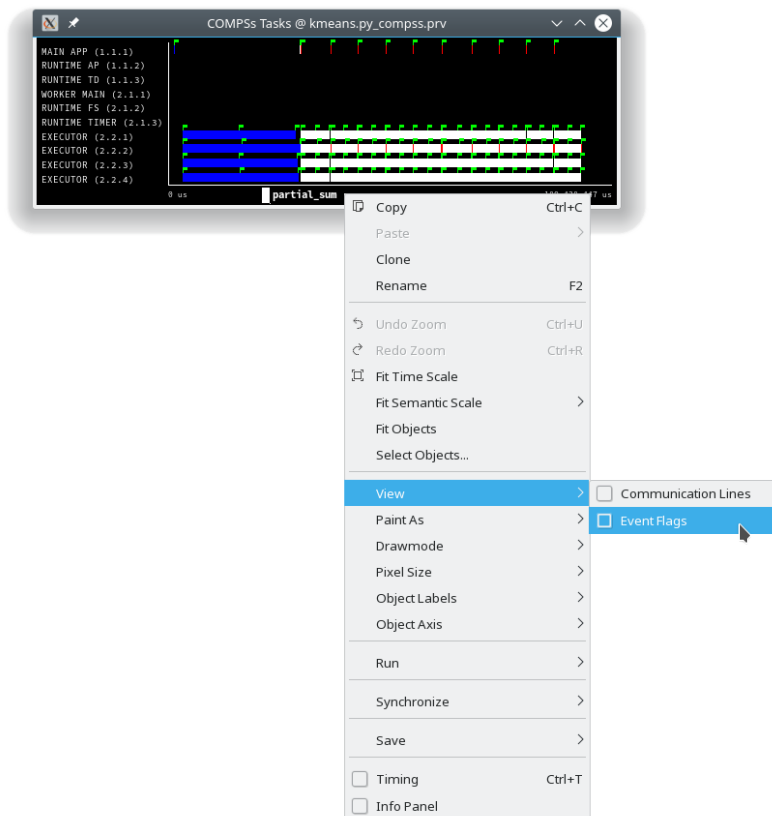 COMPSs Tasks @ kmeans.py_compss.prv
MAIN APP (1.1.1)
RUNTIME AP (1.1.2)
RUNTIME TD (1.1.3)
WORKER MAIN (2.1.1)
RUNTIME FS (2.1.2)
RUNTIME TIMER (2.1.3)
EXECUTOR (2.2.1)
EXECUTOR (2.2.2)
EXECUTOR (2.2.3)
EXECUTOR (2.2.4)
0 us partial_sum us
Copy Ctrl+C
Paste
Clone
Rename F2
Undo Zoom Ctrl+U
Redo Zoom Ctrl+R
Fit Time Scale
Fit Semantic Scale
Fit Objects
Select Objects...
View
Communication Lines
Paint As
Event Flags
Drawmode
Pixel Size
Object Labels
Object Axis
Run
Synchronize
Save
Timing Ctrl+T
Info Panel